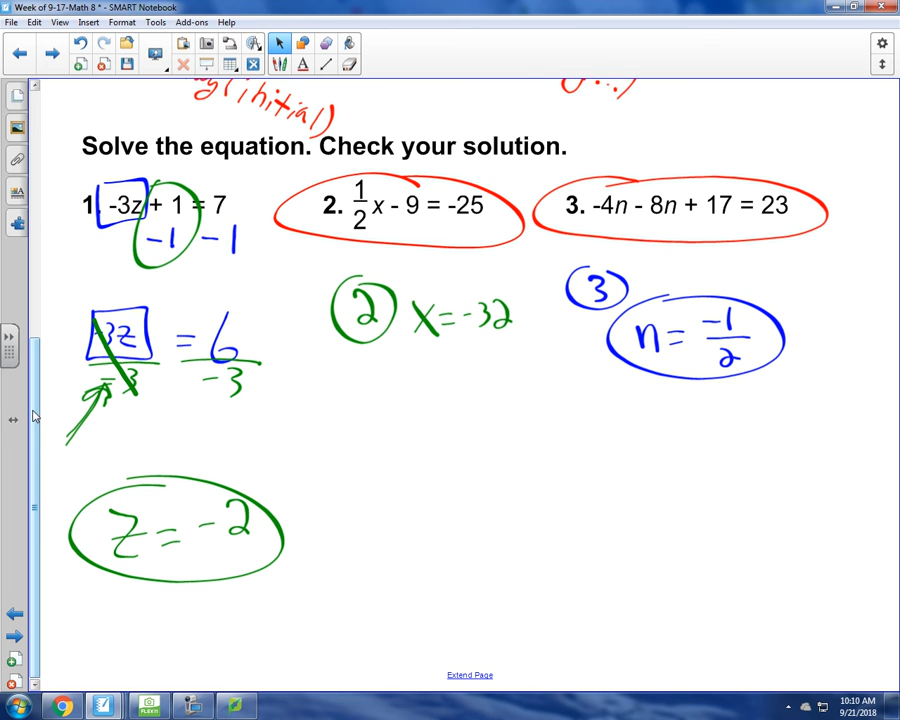 Week of 9-17-Math 8 * - SMART Notebook
File Edit View Insert Format Tools Add-ons Help
(initial)
Solve the equation. Check your solution.
1. -3z + 1 = 7
-1 -1
2. 1/2 x - 9 = -25
3. -4n - 8n + 17 = 23
-3z = 6
-3 -3
2 x = -32
3
n = -1/2
z = -2
Extend Page
10:10 AM
9/21/2018